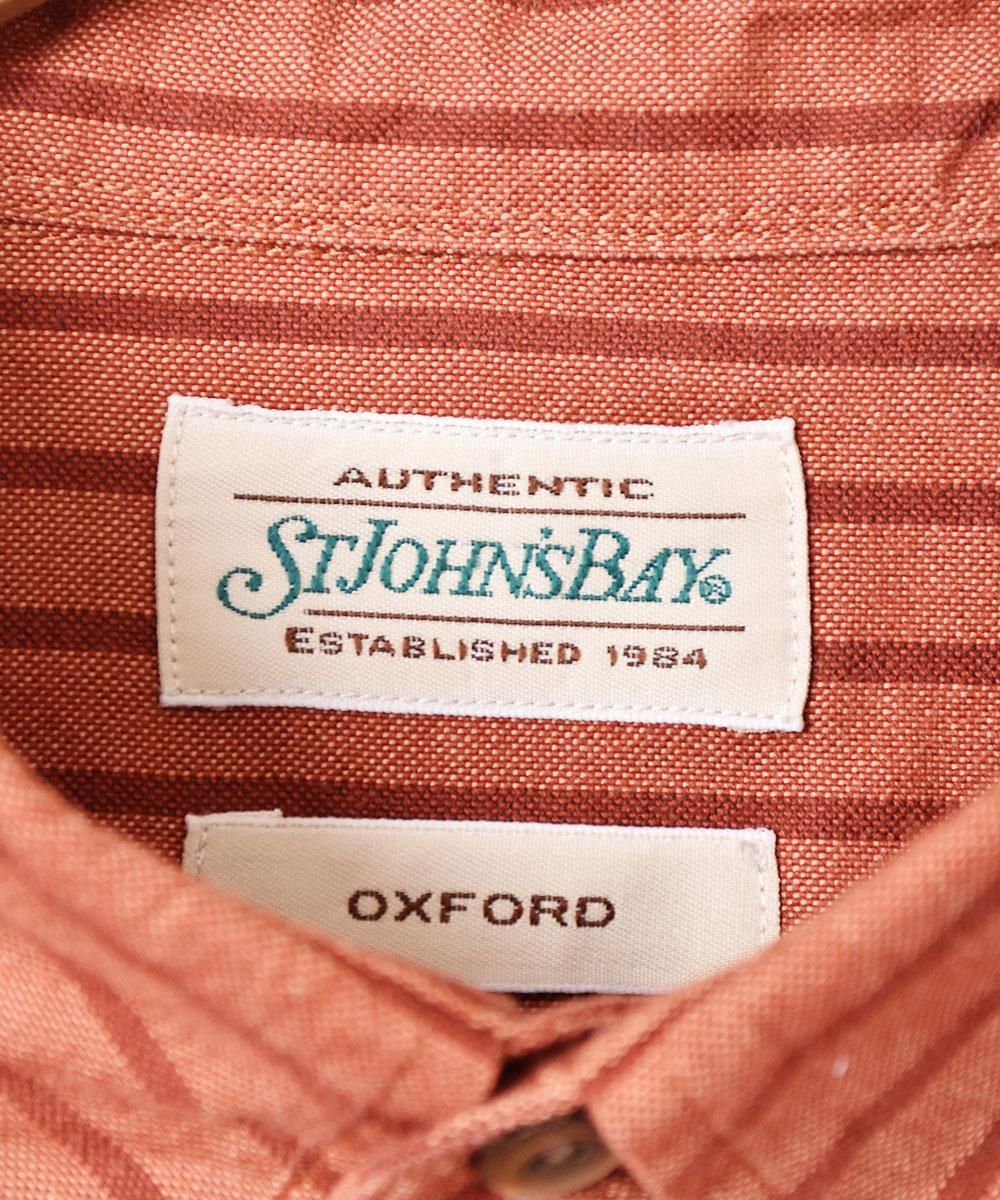 AUTHENTIC
ST JOHN'S BAY®
ESTABLISHED 1984
OXFORD